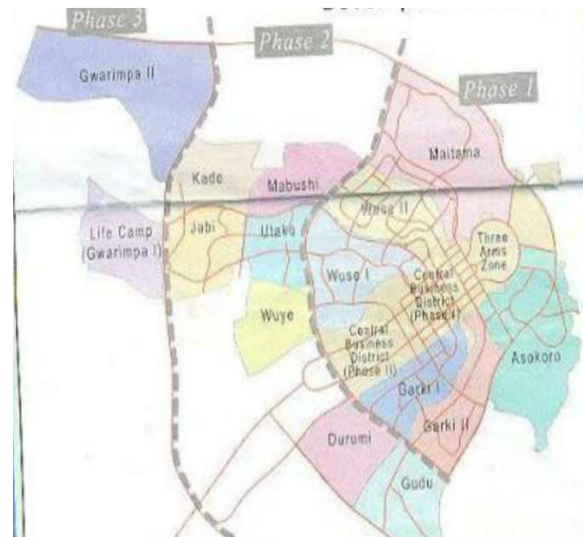 Phase 3
Phase 2
Phase 1
Gwarimpa II
Maitama
Kado
Mabushi
Wuse II
Life Camp
(Gwarimpa I)
Jabi
Utako
Three
Arms
Zone
Wuse I
Central
Business
District
(Phase I)
Wuye
Central
Business
District
(Phase II)
Asokoro
Garki I
Garki II
Durumi
Gudu